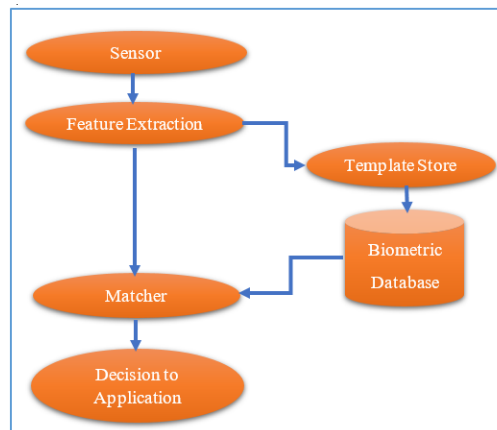 Sensor
Feature Extraction
Template Store
Biometric
Database
Matcher
Decision to
Application